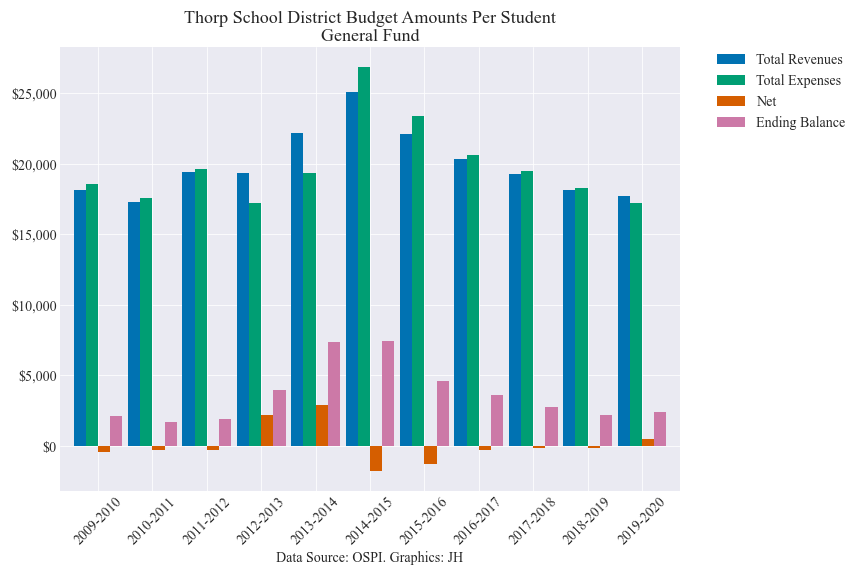 Thorp School District Budget Amounts Per Student
General Fund
Total Revenues
Total Expenses
Net
Ending Balance
$25,000
$20,000
$15,000
$10,000
$5,000
$0
2009-2010
2010-2011
2011-2012
2012-2013
2013-2014
2014-2015
2015-2016
2016-2017
2017-2018
2018-2019
2019-2020
Data Source: OSPI. Graphics: JH